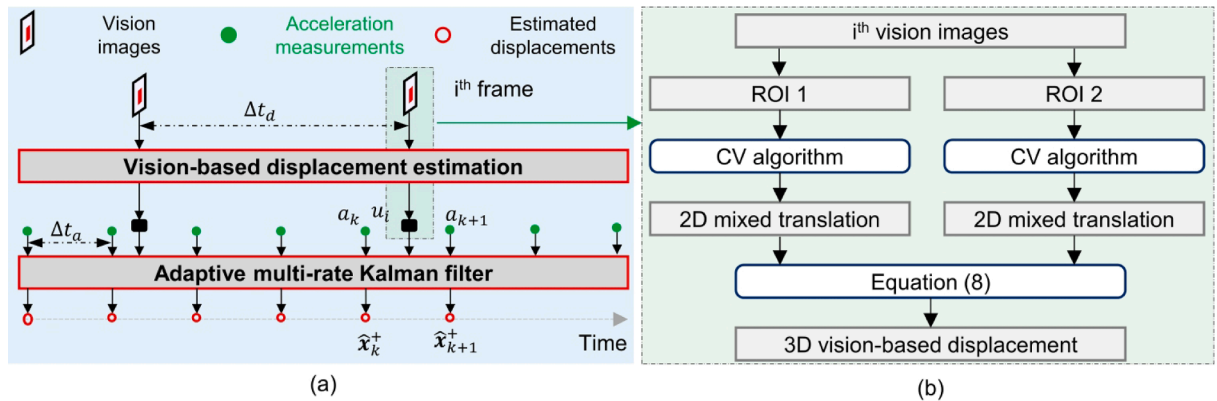 Vision images
Acceleration measurements
Estimated displacements
i^th frame
Δt_d
Vision-based displacement estimation
a_k u_i a_{k+1}
Δt_a
Adaptive multi-rate Kalman filter
x̂_k^+ x̂_{k+1}^+ Time
(a)
i^th vision images
ROI 1 ROI 2
CV algorithm CV algorithm
2D mixed translation 2D mixed translation
Equation (8)
3D vision-based displacement
(b)